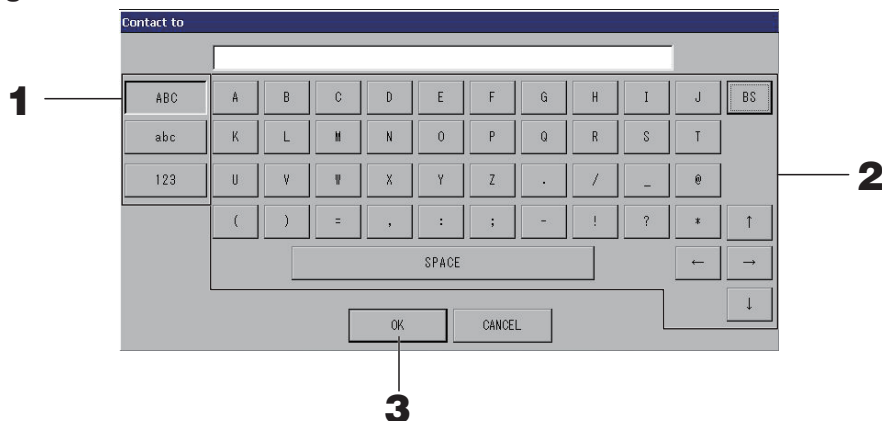 Contact to
1
ABC A B C D E F G H I J BS
abc K L M N O P Q R S T
123 U V W X Y Z . / _ @
2
( ) = , : ; - ! ? * ↑
SPACE ← →
↓
OK CANCEL
3